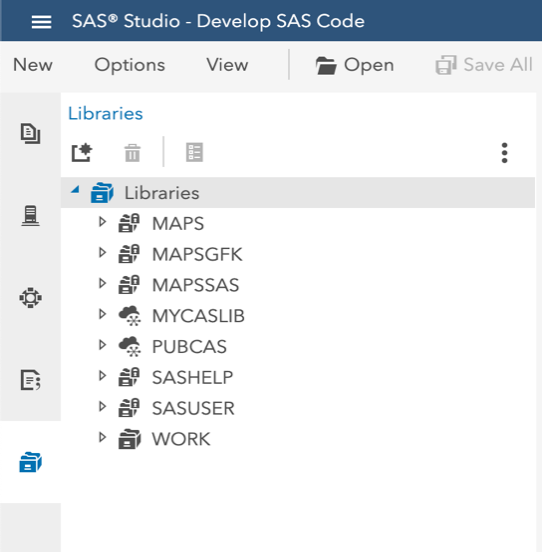 SAS® Studio - Develop SAS Code
New Options View Open Save All
Libraries
Libraries
MAPS
MAPSGFK
MAPSSAS
MYCASLIB
PUBCAS
SASHELP
SASUSER
WORK